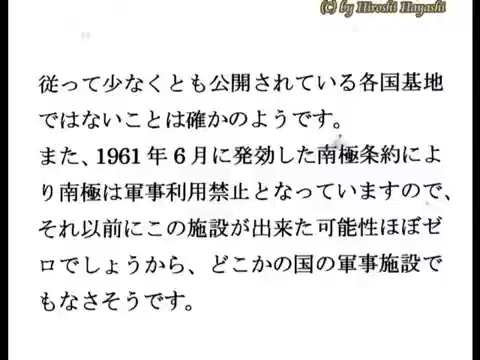 (C) by Hiroshi Hayashi
従って少なくとも公開されている各国基地
ではないことは確かのようです。
また、1961年6月に発効した南極条約によ
り南極は軍事利用禁止となっていますので、
それ以前にこの施設が出来た可能性ほぼゼ
ロでしょうから、どこかの国の軍事施設で
もなさそうです。